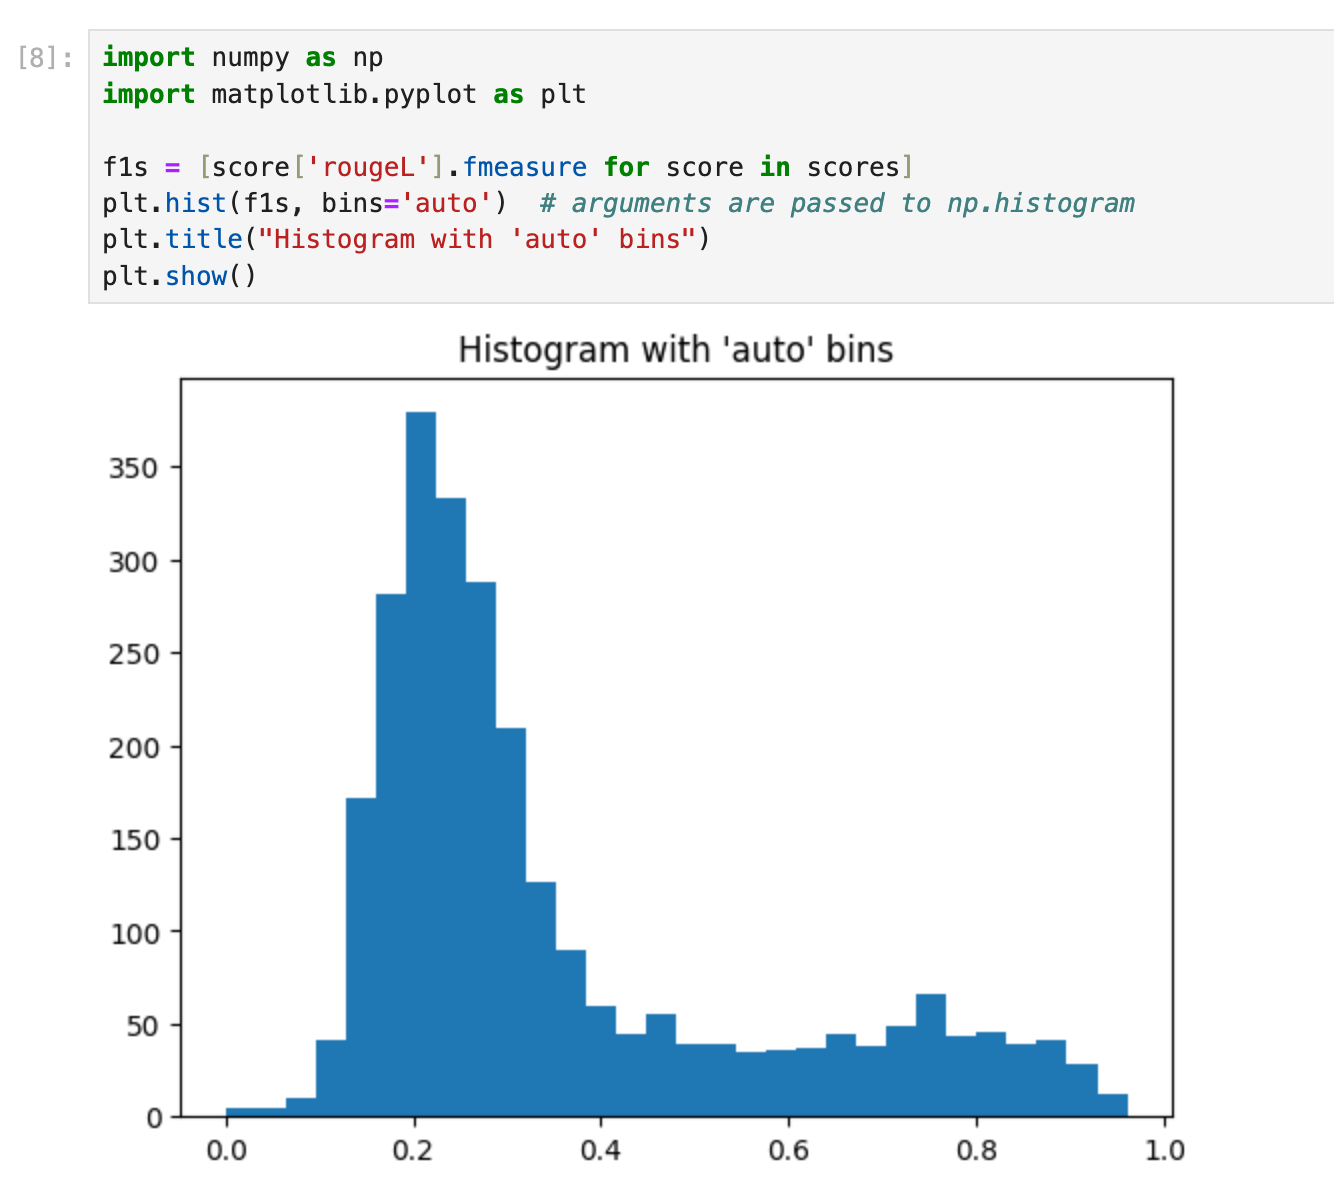 [8]:
import numpy as np
import matplotlib.pyplot as plt
f1s = [score['rougeL'].fmeasure for score in scores]
plt.hist(f1s, bins='auto')  # arguments are passed to np.histogram
plt.title("Histogram with 'auto' bins")
plt.show()
Histogram with 'auto' bins
350
300
250
200
150
100
50
0
0.0 0.2 0.4 0.6 0.8 1.0